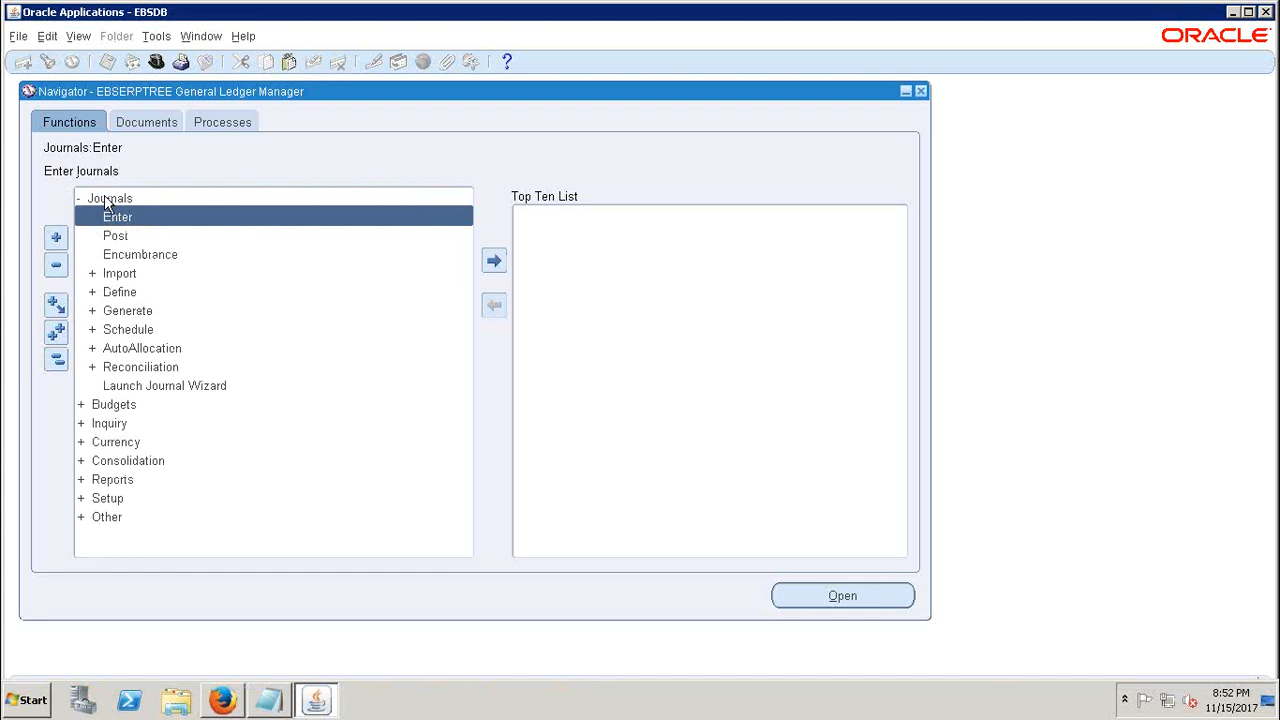 Oracle Applications - EBSDB
File Edit View Folder Tools Window Help
ORACLE
Navigator - EBSERPTREE General Ledger Manager
Functions Documents Processes
Journals:Enter
Enter Journals
Top Ten List
- Journals
Enter
Post
Encumbrance
+ Import
+ Define
+ Generate
+ Schedule
+ AutoAllocation
+ Reconciliation
Launch Journal Wizard
+ Budgets
+ Inquiry
+ Currency
+ Consolidation
+ Reports
+ Setup
+ Other
Open
Start
8:52 PM
11/15/2017